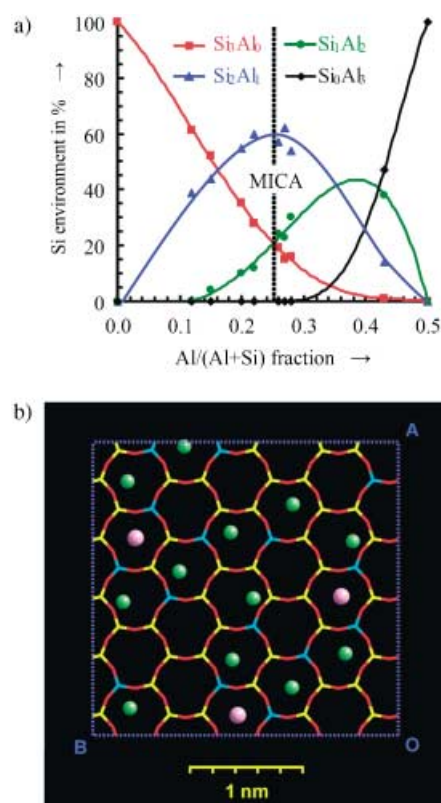 a)
Si₃Al₀ Si₁Al₂
Si₂Al₁ Si₀Al₃
100
80
60
40
20
0
Si environment in % →
MICA
0.0 0.1 0.2 0.3 0.4 0.5
Al/(Al+Si) fraction →
b)
A
B O
1 nm